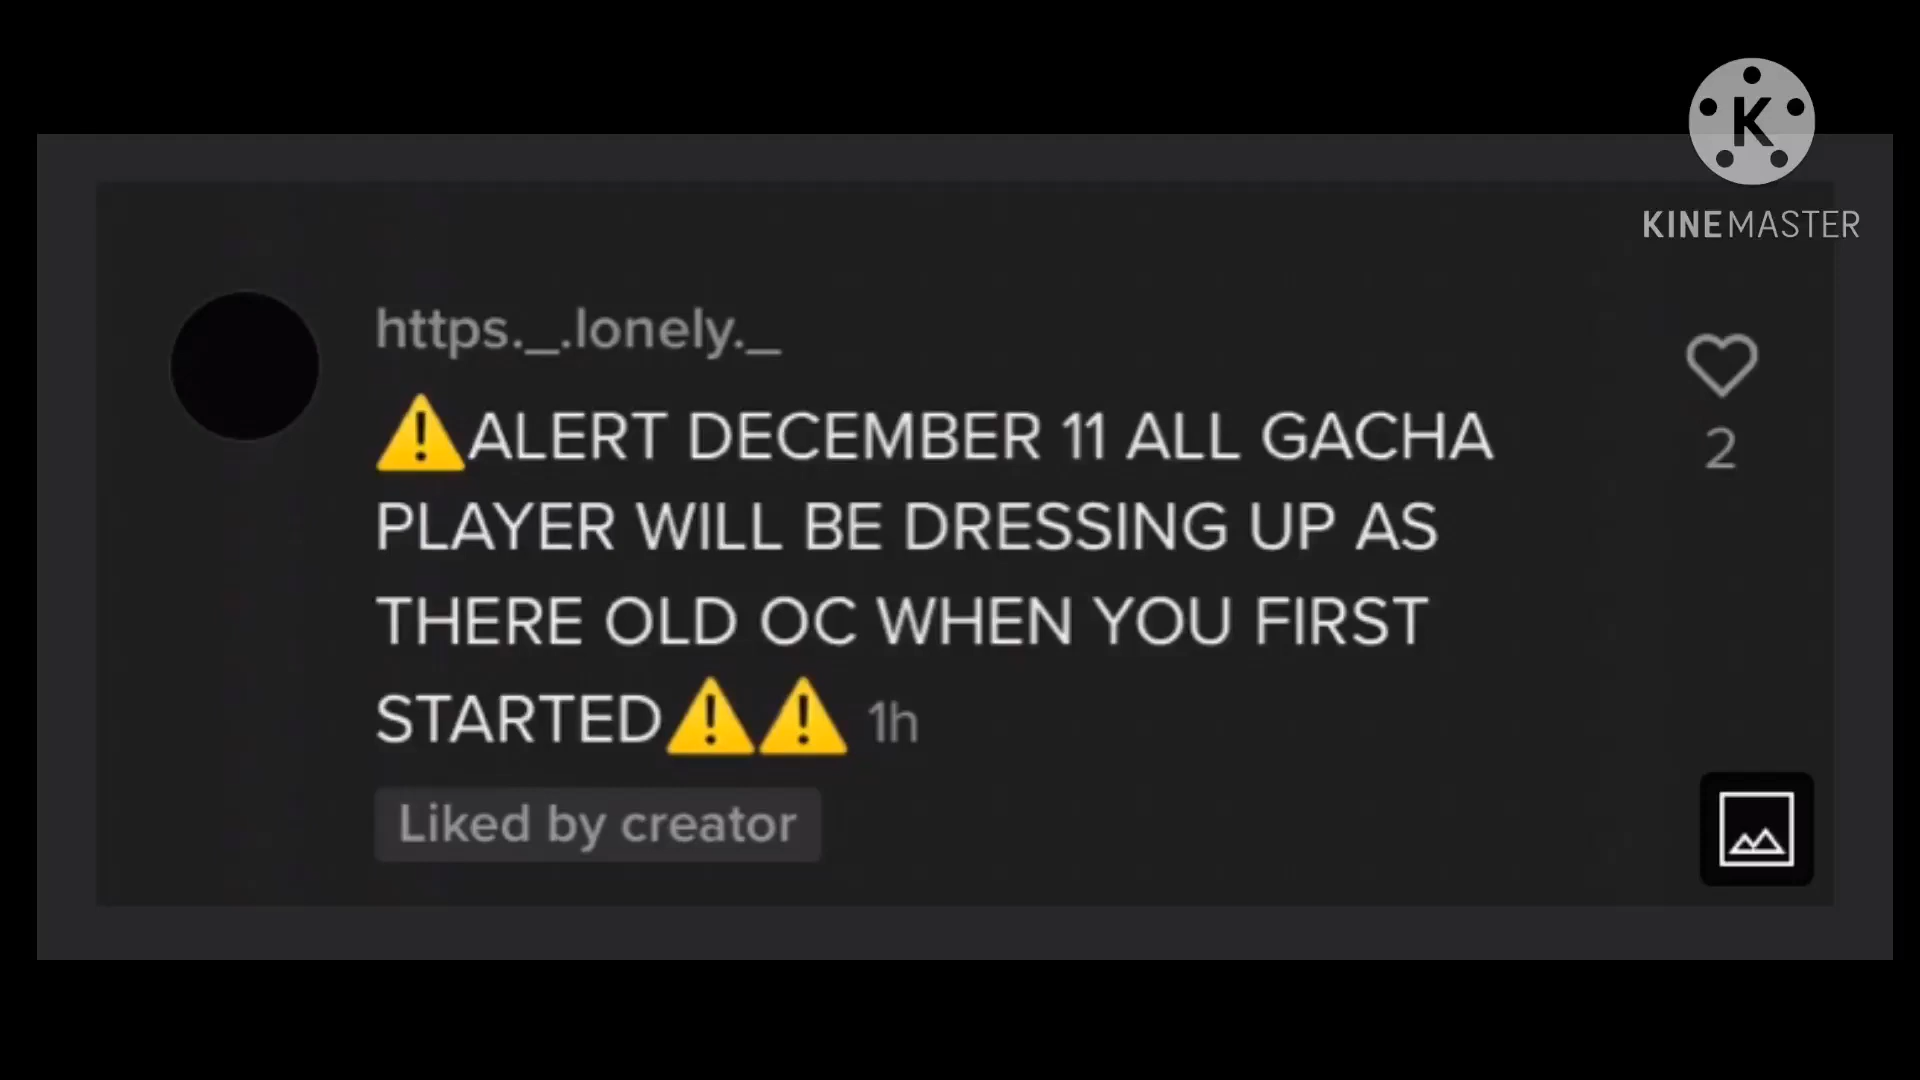 K
KINEMASTER
https._.lonely._
⚠️ALERT DECEMBER 11 ALL GACHA
PLAYER WILL BE DRESSING UP AS
THERE OLD OC WHEN YOU FIRST
STARTED⚠️⚠️ 1h
2
Liked by creator